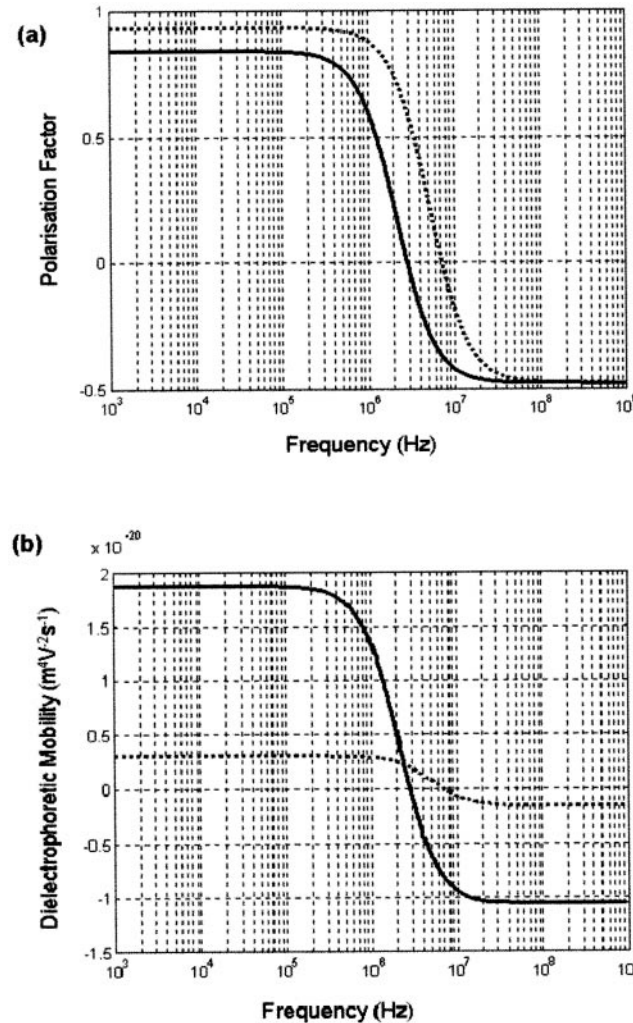 (a)
1
0.5
0
-0.5
Polarisation Factor
10³ 10⁴ 10⁵ 10⁶ 10⁷ 10⁸ 10⁹
Frequency (Hz)
(b)
x 10⁻²⁰
2
1.5
1
0.5
0
-0.5
-1
-1.5
Dielectrophoretic Mobility (m⁴V⁻²s⁻¹)
10³ 10⁴ 10⁵ 10⁶ 10⁷ 10⁸ 10
Frequency (Hz)